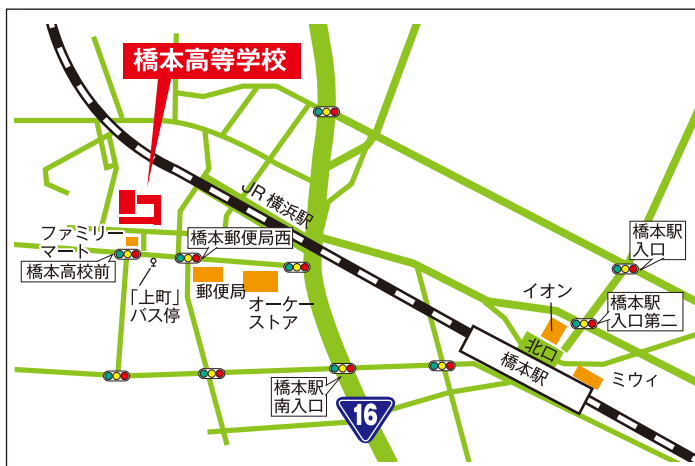 橋本高等学校
JR 横浜駅
ファミリー
マート
橋本高校前
「上町」
バス停
橋本郵便局西
郵便局
オーケー
ストア
橋本駅
入口
イオン
橋本駅
入口第二
北口
橋本駅
ミウィ
橋本駅
南入口
16